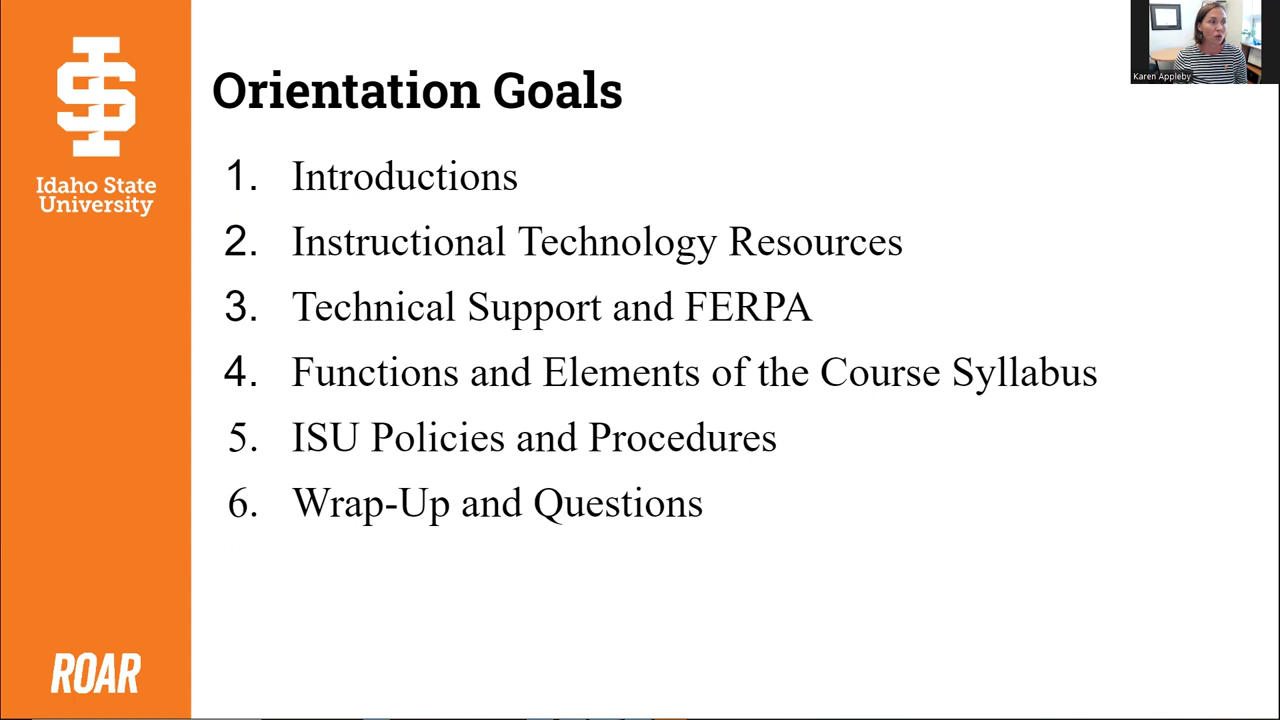 Karen Appleby
Idaho State
University
Orientation Goals
1. Introductions
2. Instructional Technology Resources
3. Technical Support and FERPA
4. Functions and Elements of the Course Syllabus
5. ISU Policies and Procedures
6. Wrap-Up and Questions
ROAR